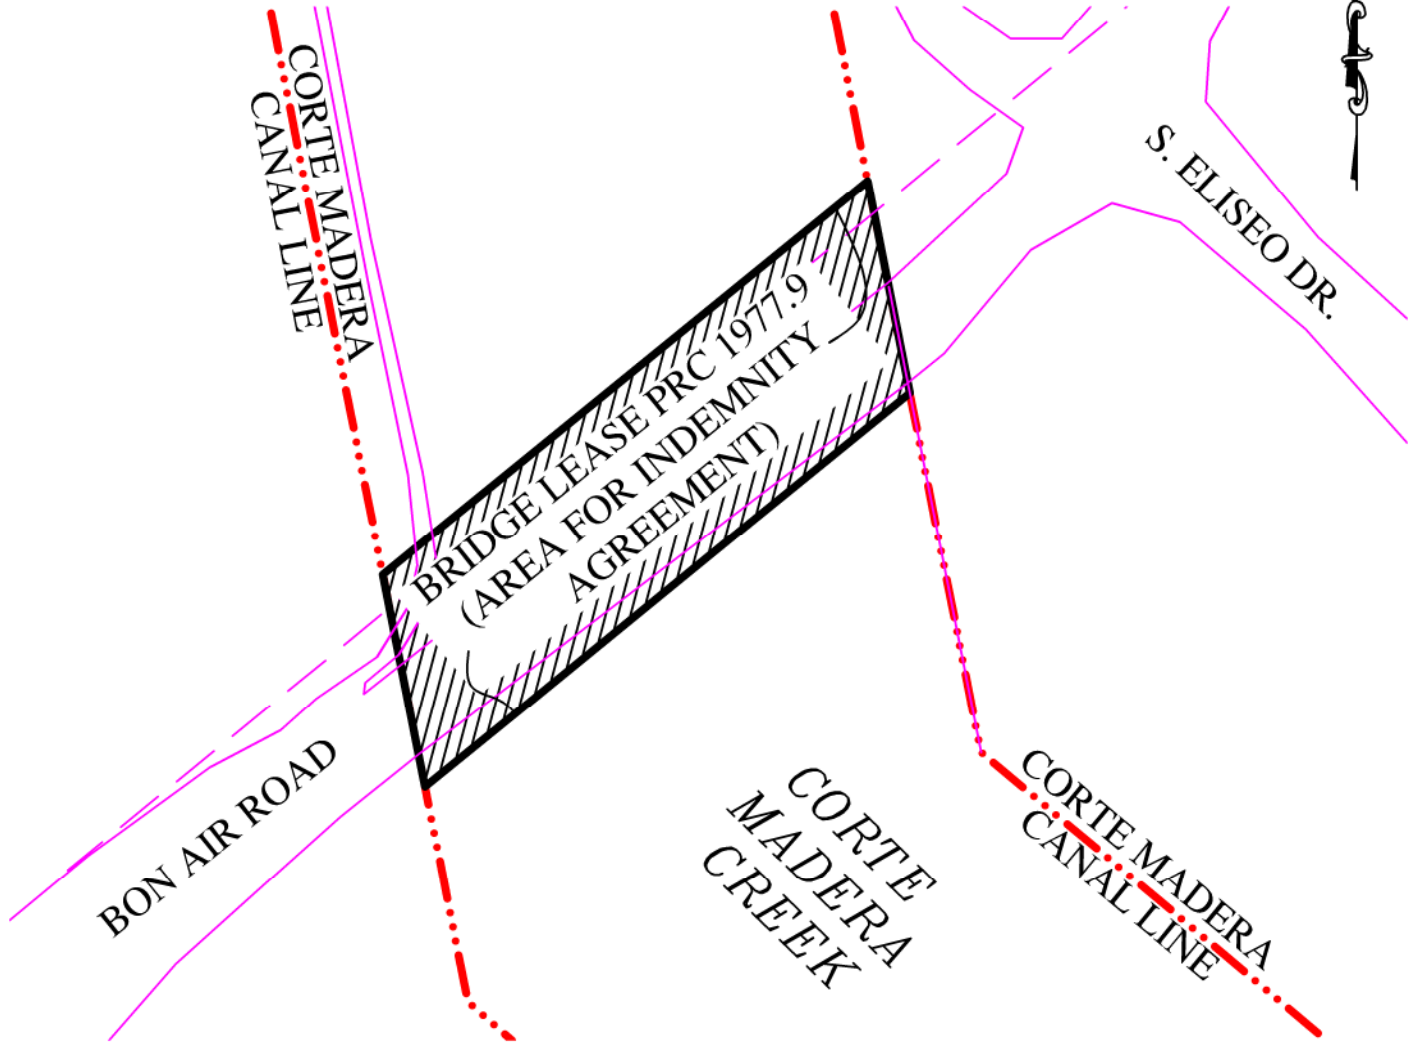 CORTE MADERA
CANAL LINE
S. ELISEO DR.
BRIDGE LEASE PRC 1977.9
(AREA FOR INDEMNITY
AGREEMENT)
BON AIR ROAD
CORTE
MADERA
CREEK
CORTE MADERA
CANAL LINE